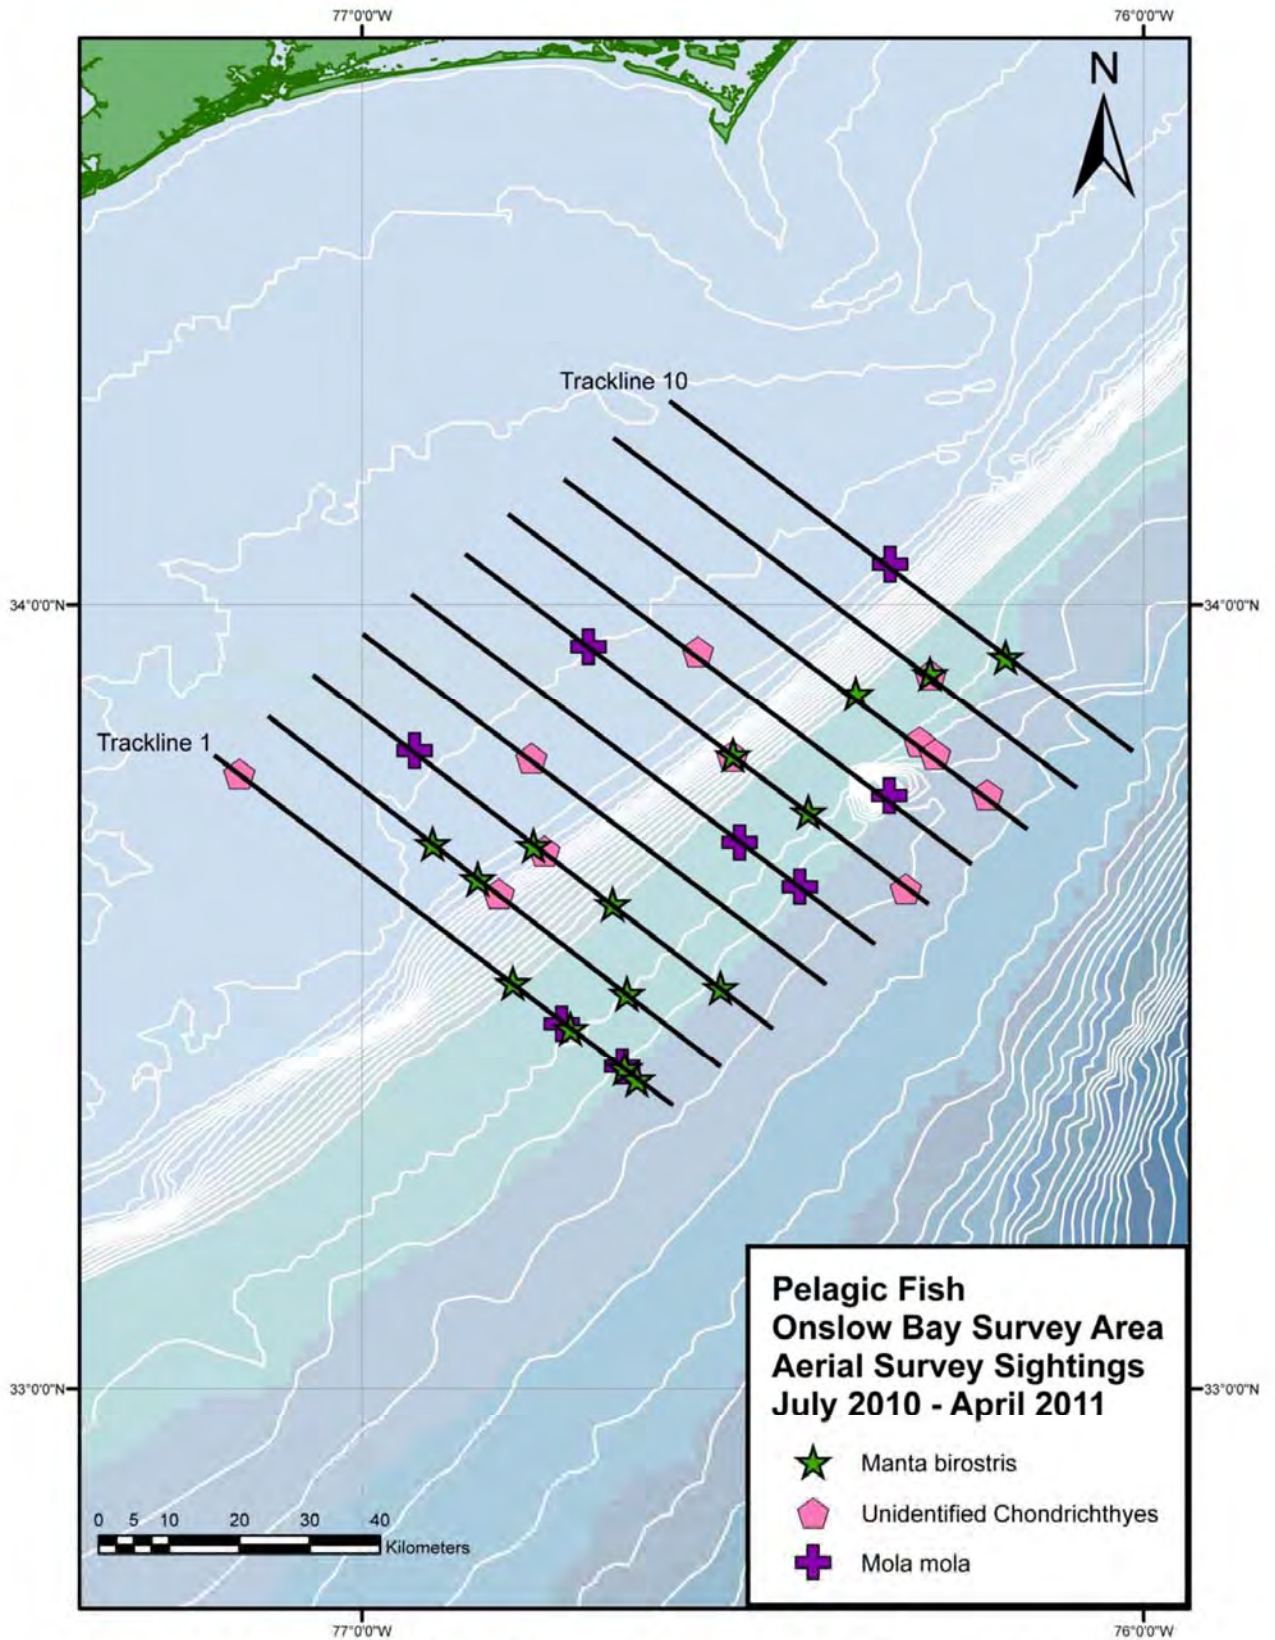 77°0'0"W
76°0'0"W
N
Trackline 10
34°0'0"N
34°0'0"N
Trackline 1
Pelagic Fish
Onslow Bay Survey Area
Aerial Survey Sightings
July 2010 - April 2011
Manta birostris
Unidentified Chondrichthyes
Mola mola
33°0'0"N
33°0'0"N
0 5 10 20 30 40
Kilometers
77°0'0"W
76°0'0"W